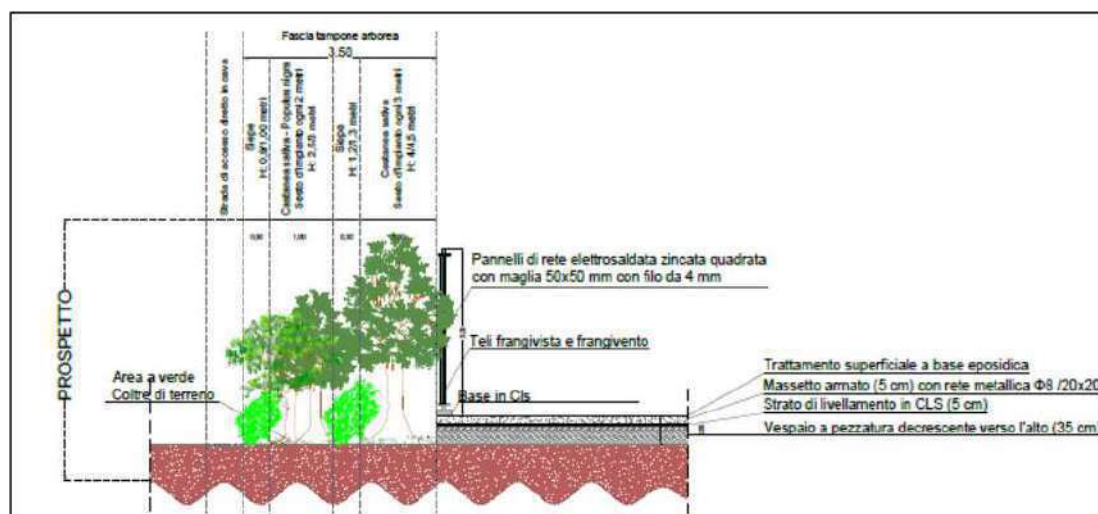 Fascia tampone arborea
3.50
Strada di accesso diretto in cava
Siepe
H: 0,9/1,00 metri
Castanea sativa - Populus nigra
Sesto d'impianto ogni 2 metri
H: 2,5/3 metri
Siepe
H: 1,2/1,3 metri
Castanea sativa
Sesto d'impianto ogni 3 metri
H: 4/4,5 metri
PROSPETTO
1,00
Pannelli di rete elettrosaldata zincata quadrata
con maglia 50x50 mm con filo da 4 mm
Teli frangivista e frangivento
Area a verde
Coltre di terreno
Base in Cls
Trattamento superficiale a base eposidica
Massetto armato (5 cm) con rete metallica Φ8 /20x20
Strato di livellamento in CLS (5 cm)
Vespaio a pezzatura decrescente verso l'alto (35 cm)